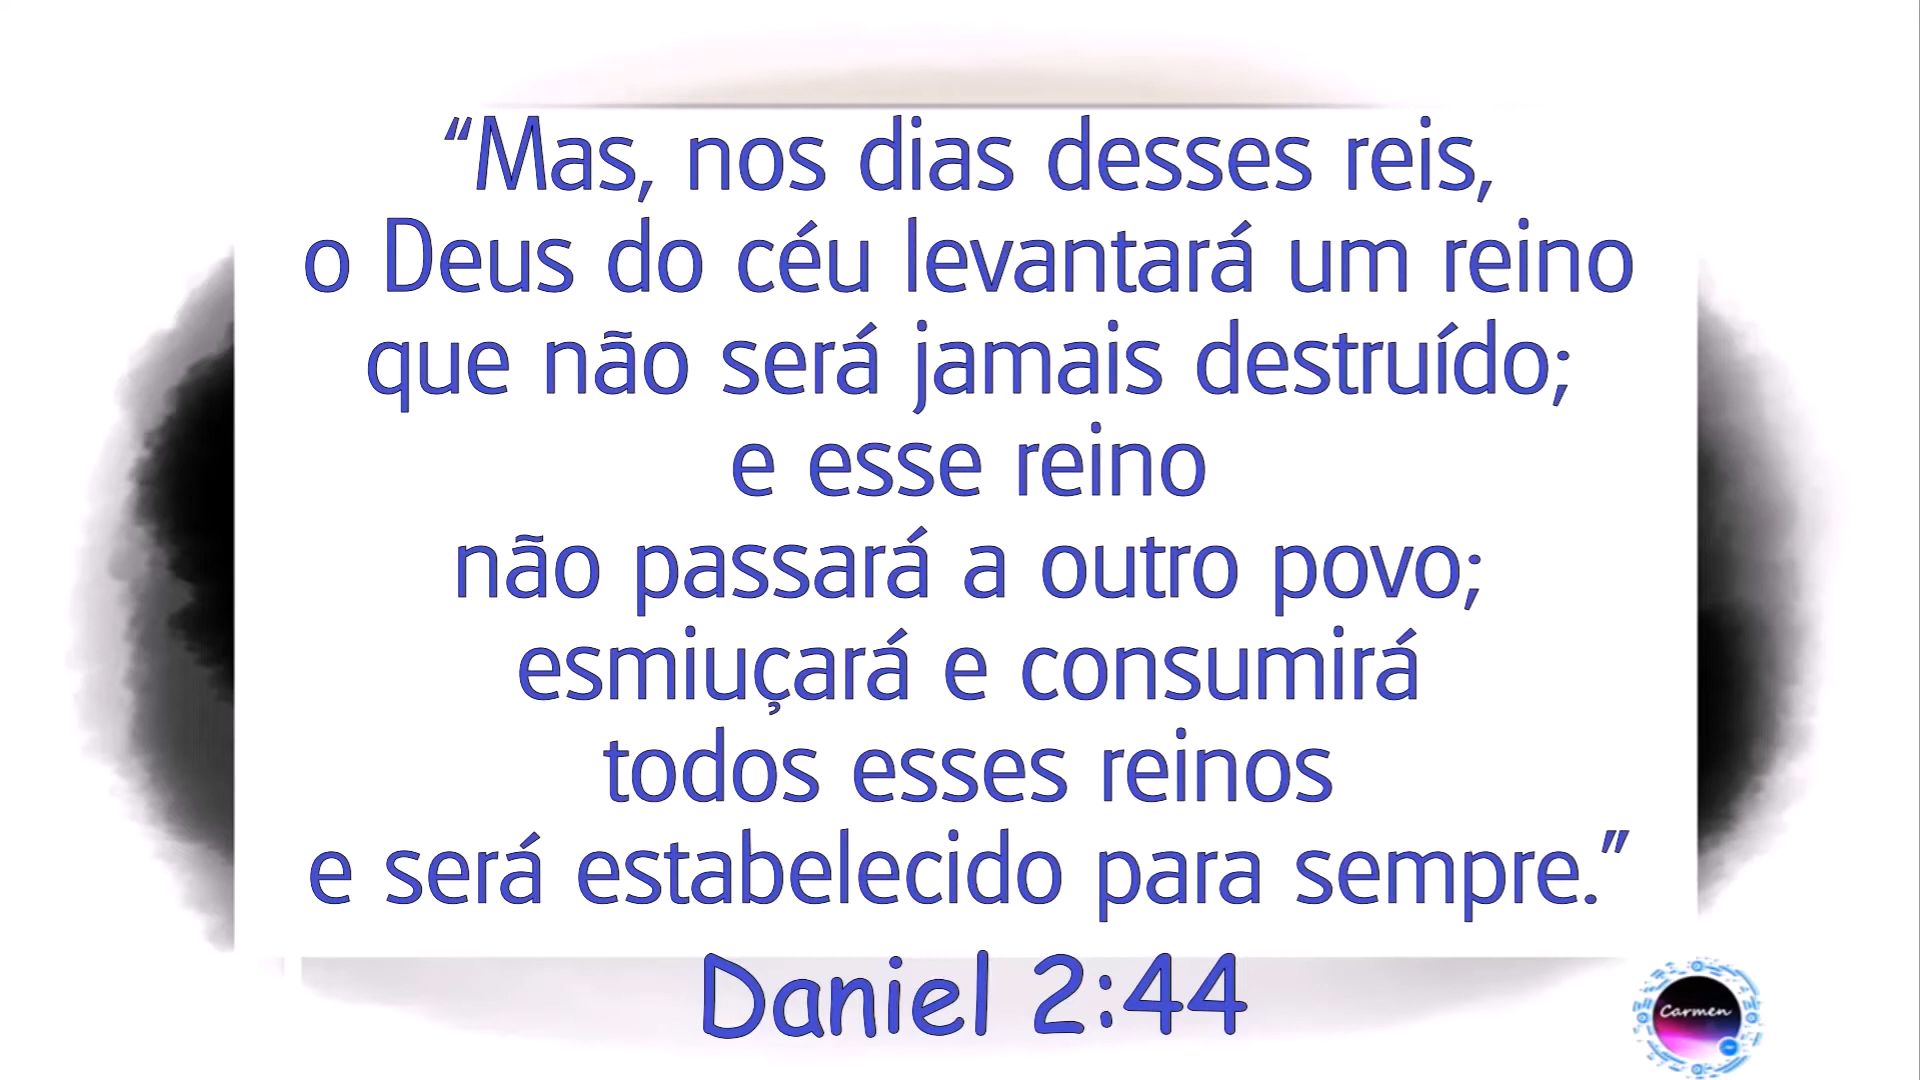 “Mas, nos dias desses reis,
o Deus do céu levantará um reino
que não será jamais destruído;
e esse reino
não passará a outro povo;
esmiuçará e consumirá
todos esses reinos
e será estabelecido para sempre.”
Daniel 2:44
Carmen